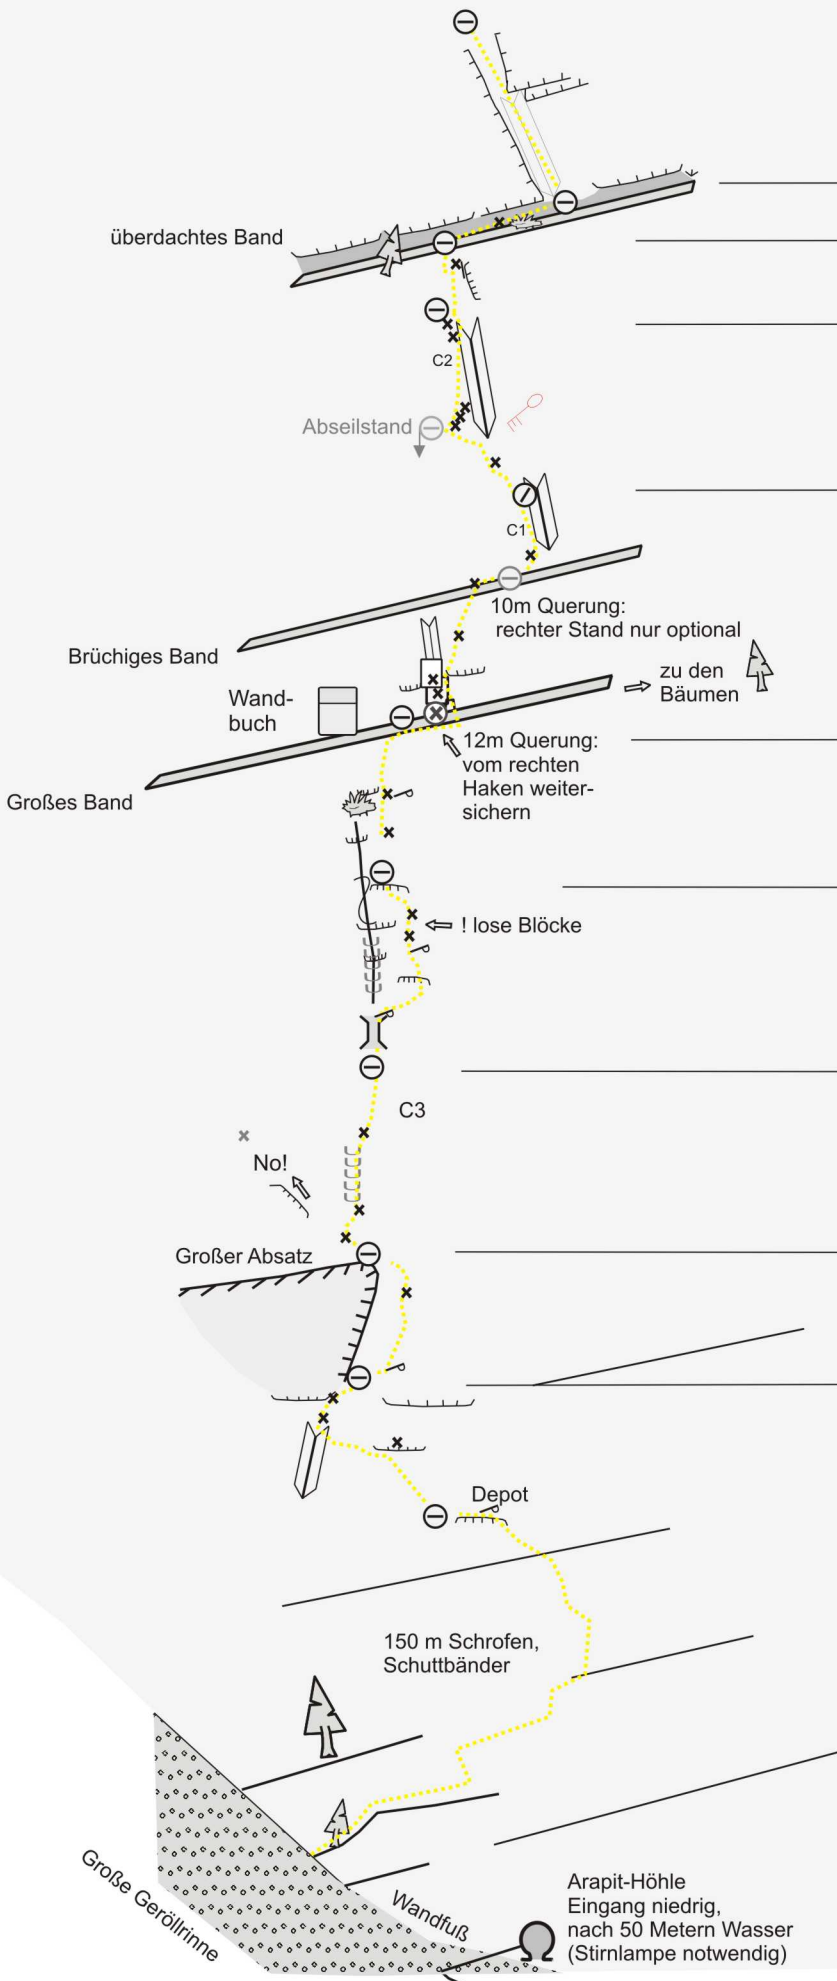 überdachtes Band
C2
Abseilstand
C1
10m Querung:
rechter Stand nur optional
Brüchiges Band
zu den
Bäumen
Wand-
buch
12m Querung:
vom rechten
Haken weiter-
sichern
Großes Band
! lose Blöcke
C3
No!
Großer Absatz
Depot
150 m Schrofen,
Schuttbänder
Große Geröllrinne
Wandfuß
Arapit-Höhle
Eingang niedrig,
nach 50 Metern Wasser
(Stirnlampe notwendig)